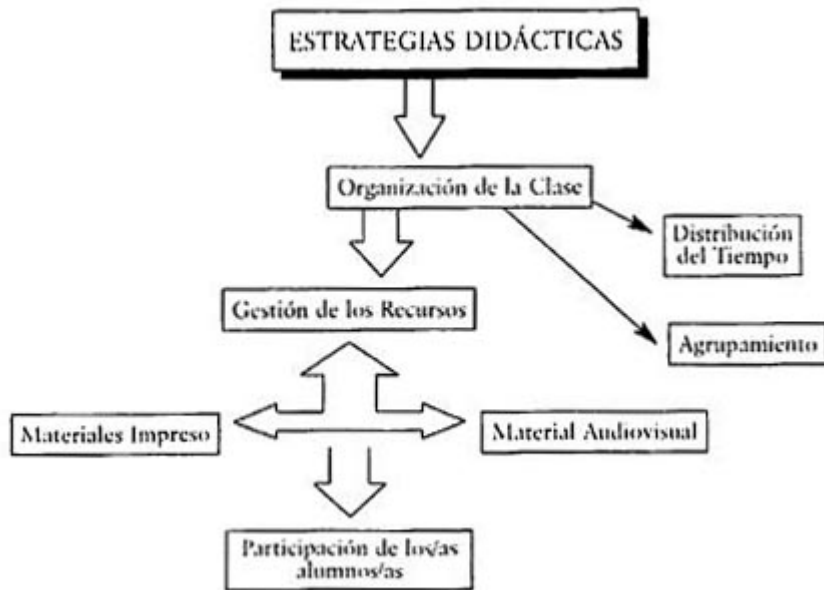 ESTRATEGIAS DIDÁCTICAS
Organización de la Clase
Distribución
del Tiempo
Gestión de los Recursos
Agrupamiento
Materiales Impreso
Material Audiovisual
Participación de los/as
alumnos/as